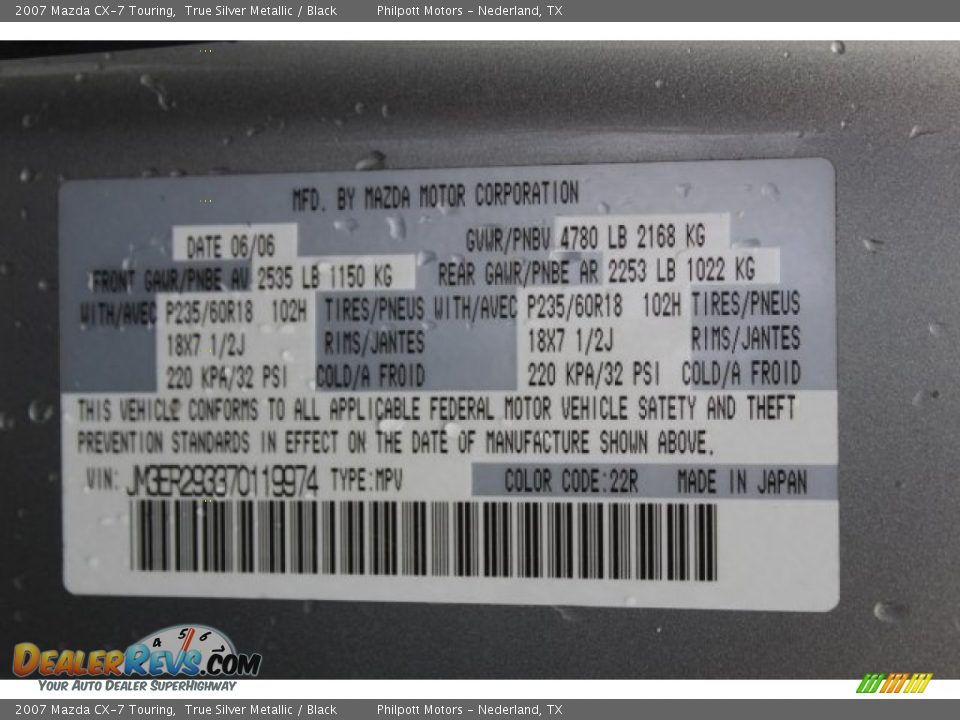 2007 Mazda CX-7 Touring, True Silver Metallic / Black Philpott Motors - Nederland, TX
MFD. BY MAZDA MOTOR CORPORATION
DATE 06/06 GVWR/PNBV 4780 LB 2168 KG
FRONT GAWR/PNBE AV 2535 LB 1150 KG REAR GAWR/PNBE AR 2253 LB 1022 KG
WITH/AVEC P235/60R18 102H TIRES/PNEUS WITH/AVEC P235/60R18 102H TIRES/PNEUS
18X7 1/2J RIMS/JANTES 18X7 1/2J RIMS/JANTES
220 KPA/32 PSI COLD/A FROID 220 KPA/32 PSI COLD/A FROID
THIS VEHICLE CONFORMS TO ALL APPLICABLE FEDERAL MOTOR VEHICLE SAFETY AND THEFT
PREVENTION STANDARDS IN EFFECT ON THE DATE OF MANUFACTURE SHOWN ABOVE.
VIN: JM3ER293370119974 TYPE:MPV COLOR CODE:22R MADE IN JAPAN
4 5 6
DEALERREVS.COM
YOUR AUTO DEALER SUPERHIGHWAY
2007 Mazda CX-7 Touring, True Silver Metallic / Black Philpott Motors - Nederland, TX